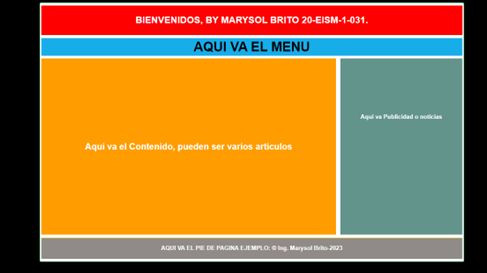 BIENVENIDOS, BY MARYSOL BRITO 20-EISM-1-031.
AQUI VA EL MENU
Aqui va el Contenido, pueden ser varios articulos
Aqui va Publicidad o noticias
AQUI VA EL PIE DE PAGINA EJEMPLO: © Ing. Marysol Brito-2023